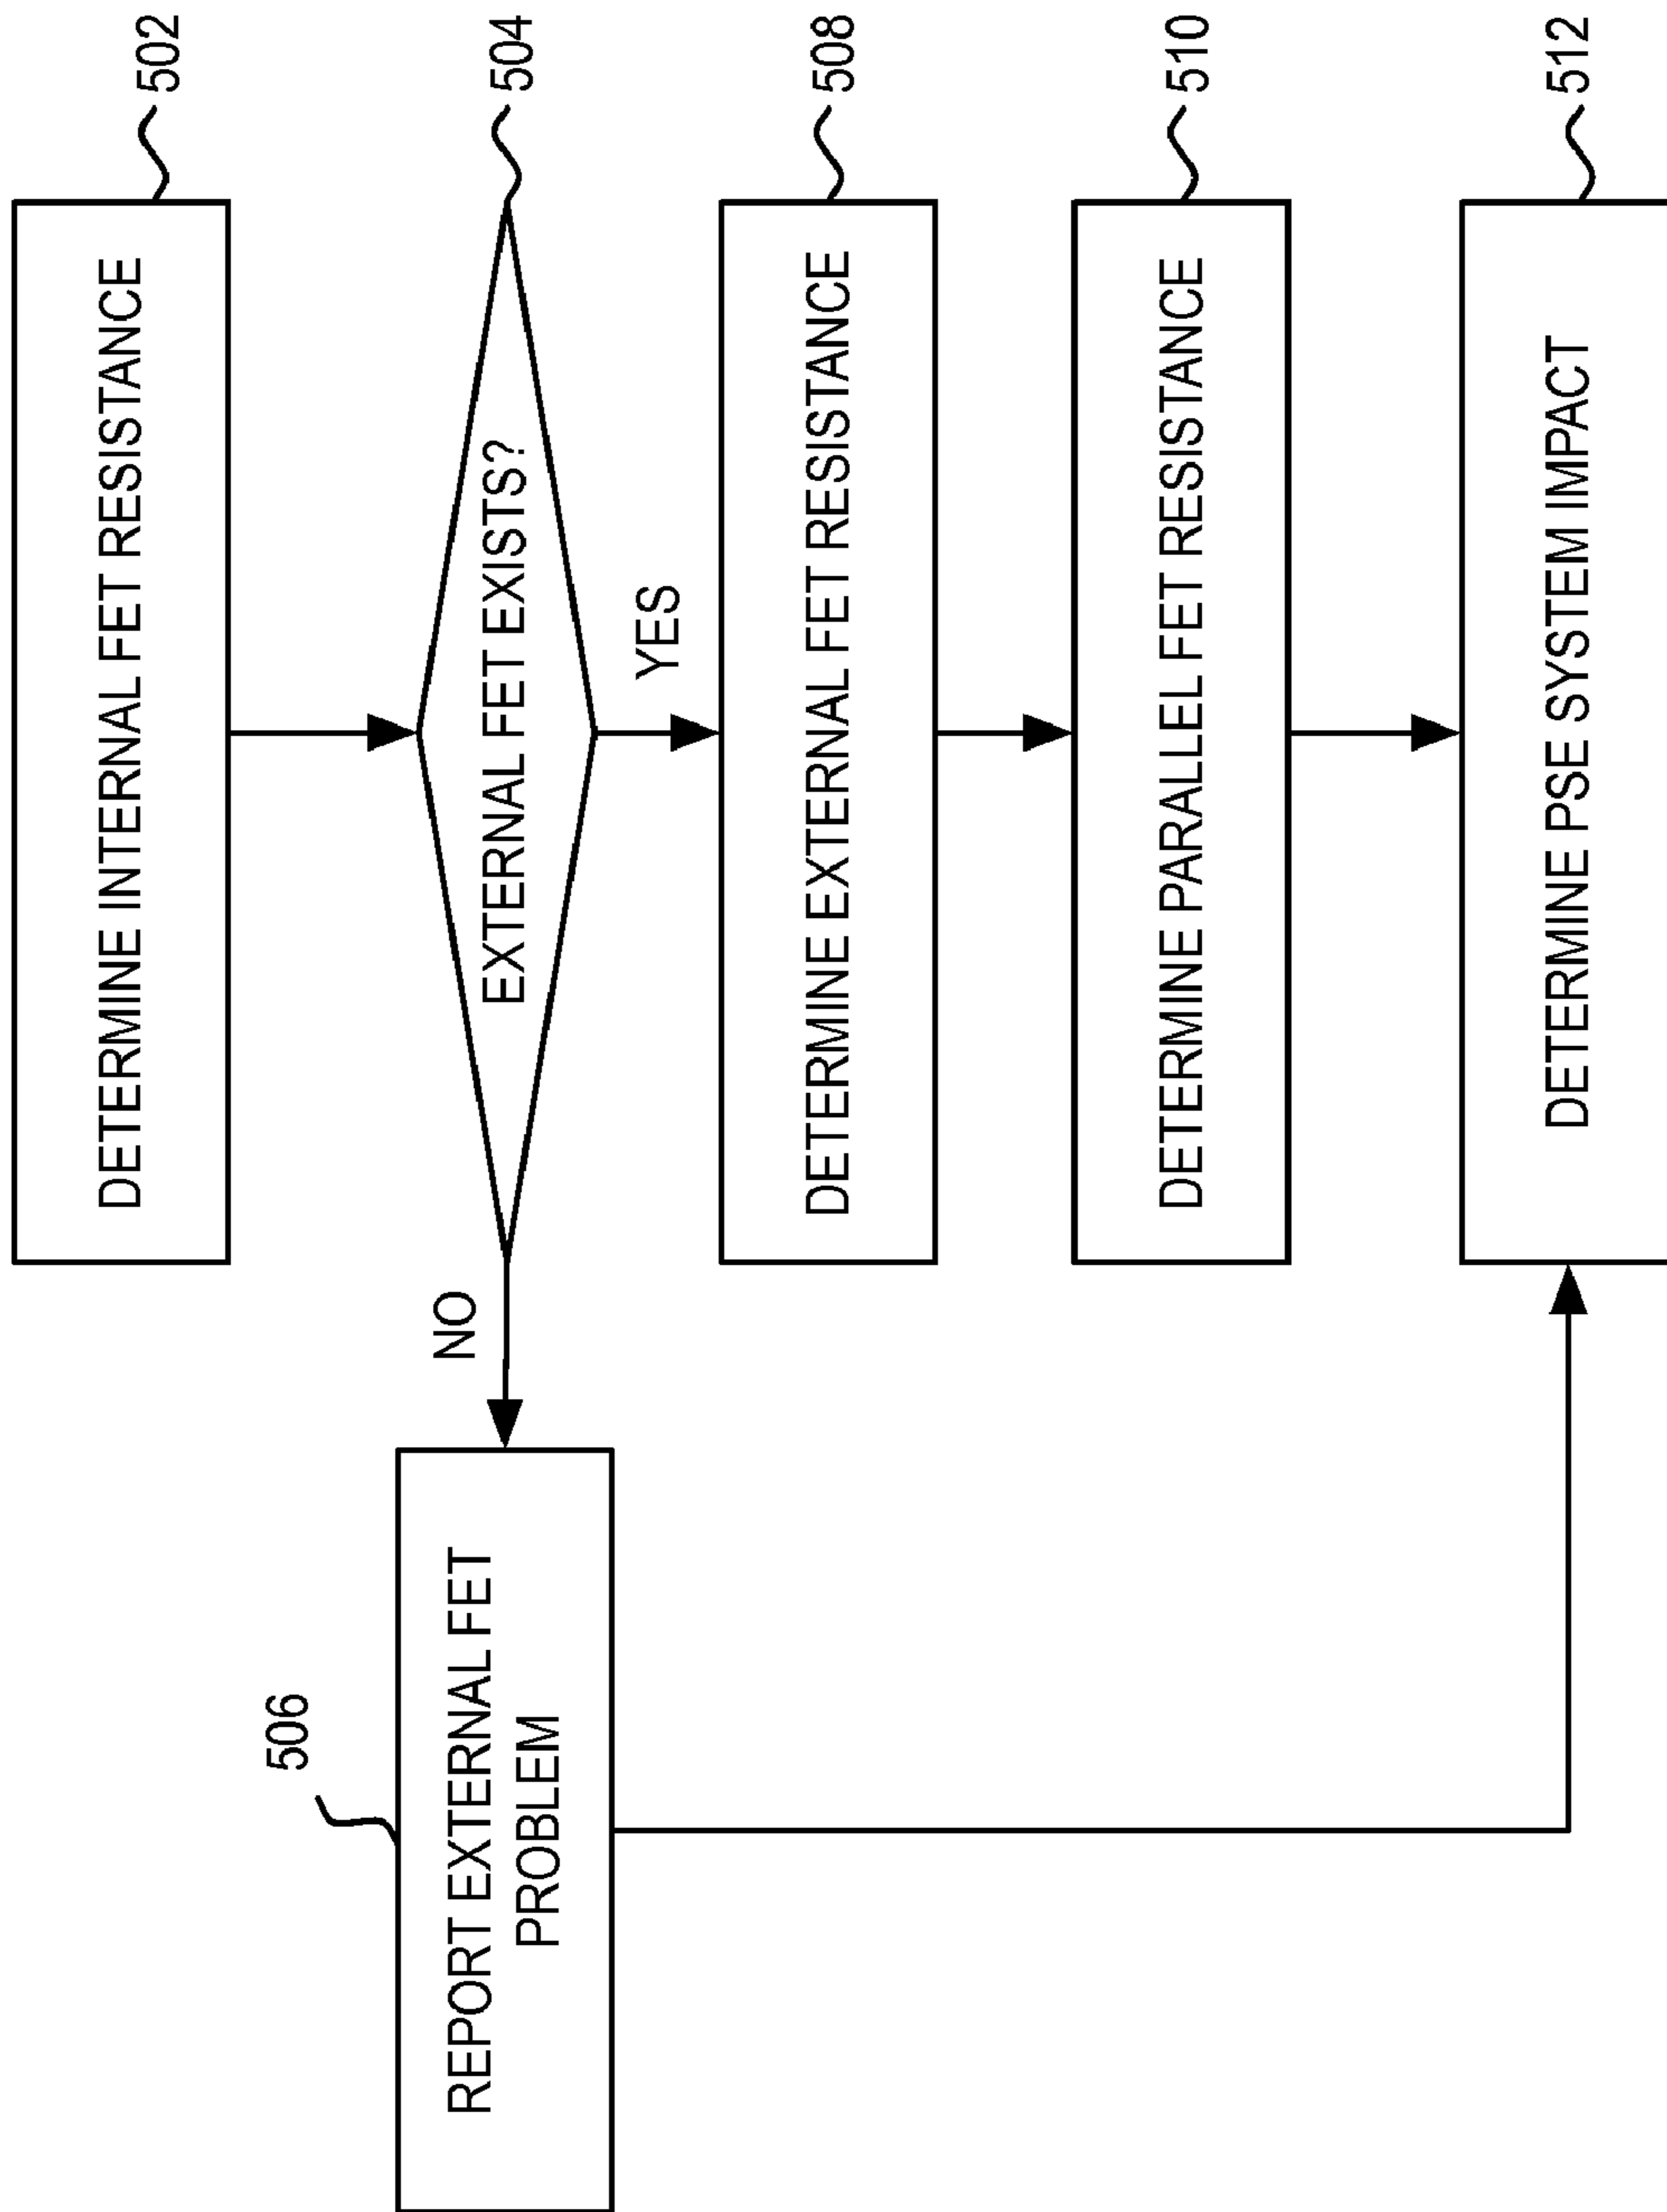 DETERMINE INTERNAL FET RESISTANCE
502
EXTERNAL FET EXISTS?
504
NO
YES
506
REPORT EXTERNAL FET
PROBLEM
DETERMINE EXTERNAL FET RESISTANCE
508
DETERMINE PARALLEL FET RESISTANCE
510
DETERMINE PSE SYSTEM IMPACT
512